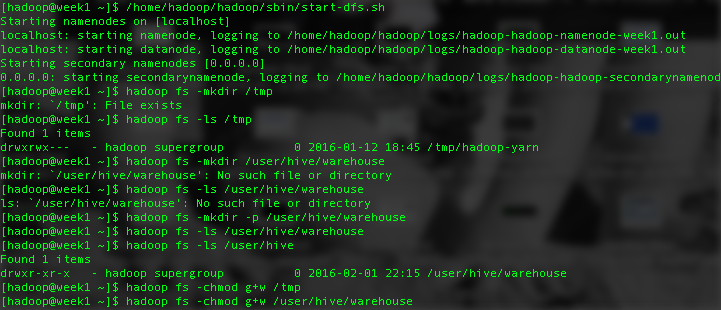 [hadoop@week1 ~]$ /home/hadoop/hadoop/sbin/start-dfs.sh
Starting namenodes on [localhost]
localhost: starting namenode, logging to /home/hadoop/hadoop/logs/hadoop-hadoop-namenode-week1.out
localhost: starting datanode, logging to /home/hadoop/hadoop/logs/hadoop-hadoop-datanode-week1.out
Starting secondary namenodes [0.0.0.0]
0.0.0.0: starting secondarynamenode, logging to /home/hadoop/hadoop/logs/hadoop-hadoop-secondarynamenod
[hadoop@week1 ~]$ hadoop fs -mkdir /tmp
mkdir: `/tmp': File exists
[hadoop@week1 ~]$ hadoop fs -ls /tmp
Found 1 items
drwxrwx---   - hadoop supergroup          0 2016-01-12 18:45 /tmp/hadoop-yarn
[hadoop@week1 ~]$ hadoop fs -mkdir /user/hive/warehouse
mkdir: `/user/hive/warehouse': No such file or directory
[hadoop@week1 ~]$ hadoop fs -ls /user/hive/warehouse
ls: `/user/hive/warehouse': No such file or directory
[hadoop@week1 ~]$ hadoop fs -mkdir -p /user/hive/warehouse
[hadoop@week1 ~]$ hadoop fs -ls /user/hive/warehouse
[hadoop@week1 ~]$ hadoop fs -ls /user/hive
Found 1 items
drwxr-xr-x   - hadoop supergroup          0 2016-02-01 22:15 /user/hive/warehouse
[hadoop@week1 ~]$ hadoop fs -chmod g+w /tmp
[hadoop@week1 ~]$ hadoop fs -chmod g+w /user/hive/warehouse